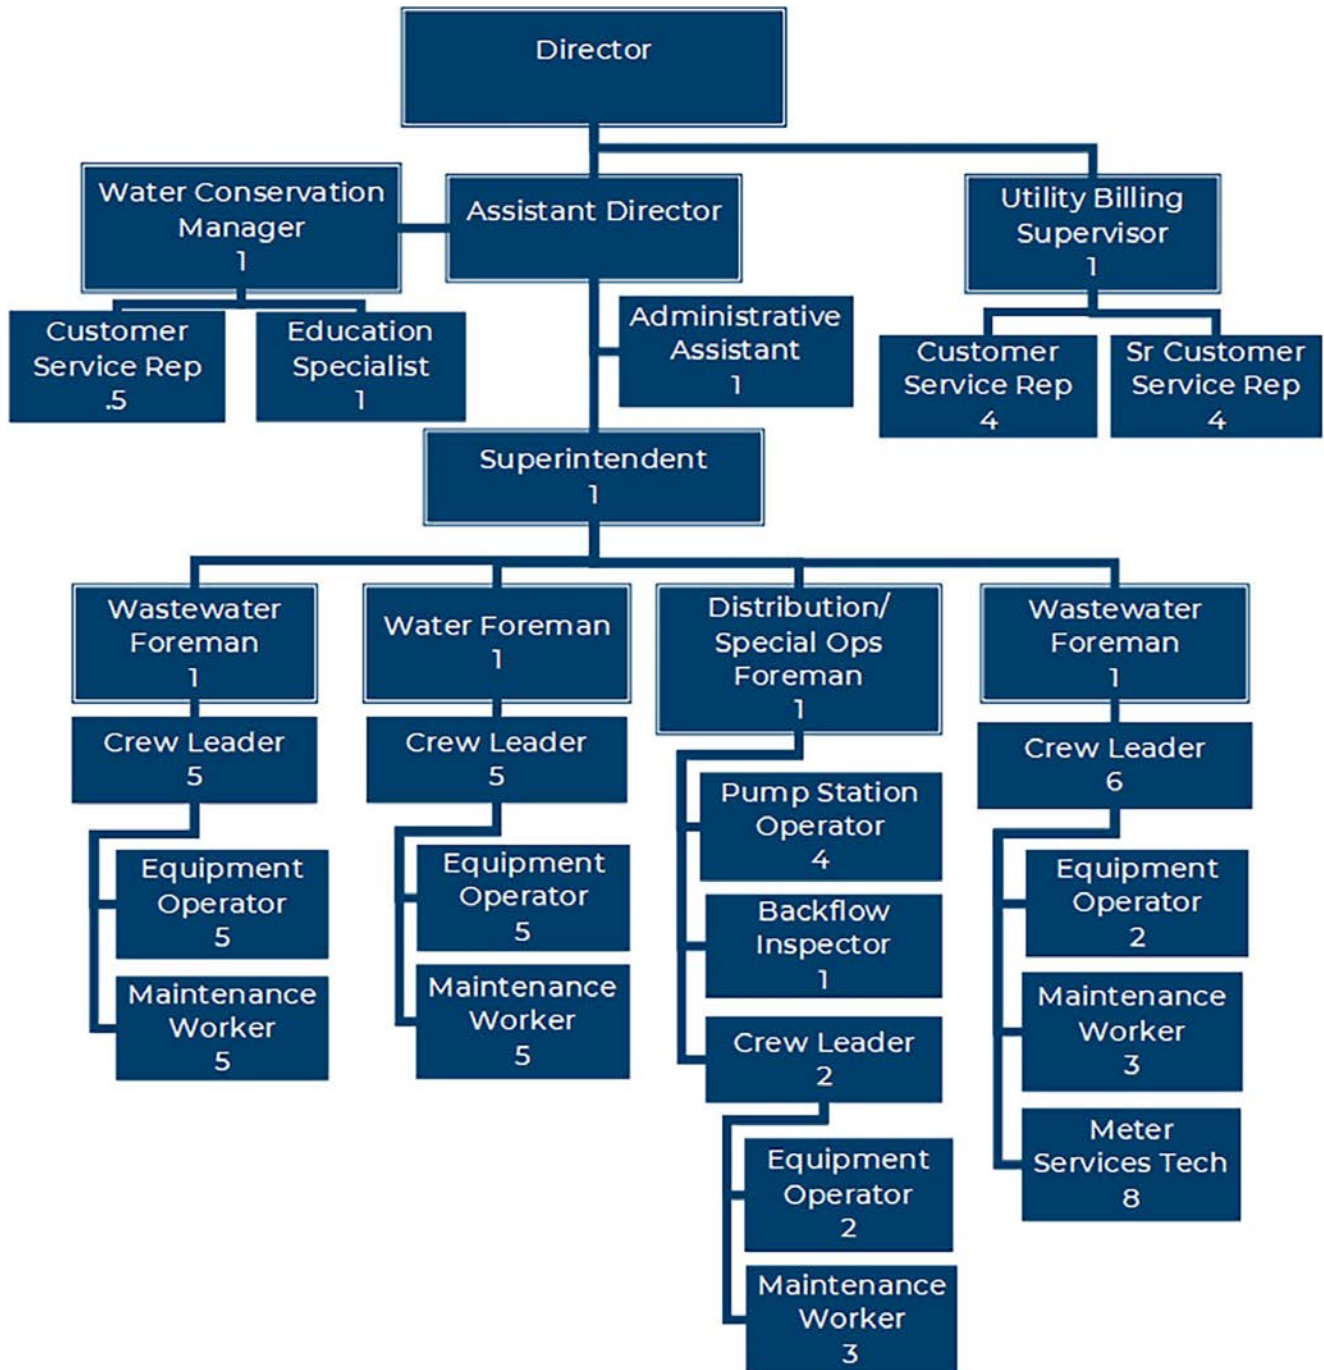 Director
Water Conservation
Manager
1
Assistant Director
Utility Billing
Supervisor
1
Customer
Service Rep
.5
Education
Specialist
1
Administrative
Assistant
1
Customer
Service Rep
4
Sr Customer
Service Rep
4
Superintendent
1
Wastewater
Foreman
1
Crew Leader
5
Equipment
Operator
5
Maintenance
Worker
5
Water Foreman
1
Crew Leader
5
Equipment
Operator
5
Maintenance
Worker
5
Distribution/
Special Ops
Foreman
1
Pump Station
Operator
4
Backflow
Inspector
1
Crew Leader
2
Equipment
Operator
2
Maintenance
Worker
3
Wastewater
Foreman
1
Crew Leader
6
Equipment
Operator
2
Maintenance
Worker
3
Meter
Services Tech
8